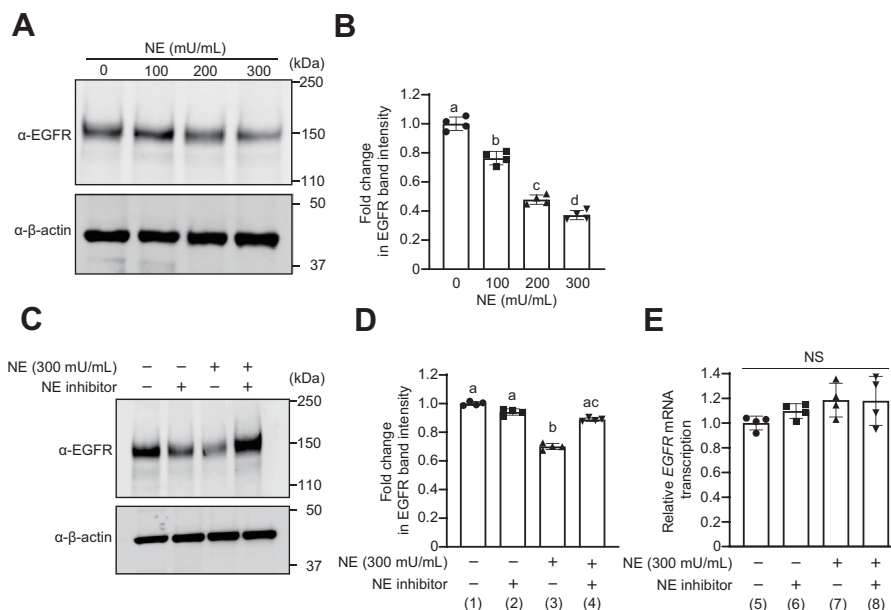 A
NE (mU/mL)
0 100 200 300
(kDa)
250
α-EGFR
150
110
50
α-β-actin
37
B
Fold change
in EGFR band intensity
1.2
1.0
0.8
0.6
0.4
0.2
0
a
b
c
d
0 100 200 300
NE (mU/mL)
C
NE (300 mU/mL) – – + +
NE inhibitor – + – +
(kDa)
250
α-EGFR
150
110
50
α-β-actin
37
D
Fold change
in EGFR band intensity
1.2
1.0
0.8
0.6
0.4
0.2
0
a
a
b
ac
NE (300 mU/mL) – – + +
NE inhibitor – + – +
(1) (2) (3) (4)
E
NS
Relative EGFR mRNA
transcription
1.4
1.2
1.0
0.8
0.6
0.4
0.2
0
NE (300 mU/mL) – – + +
NE inhibitor – + – +
(5) (6) (7) (8)